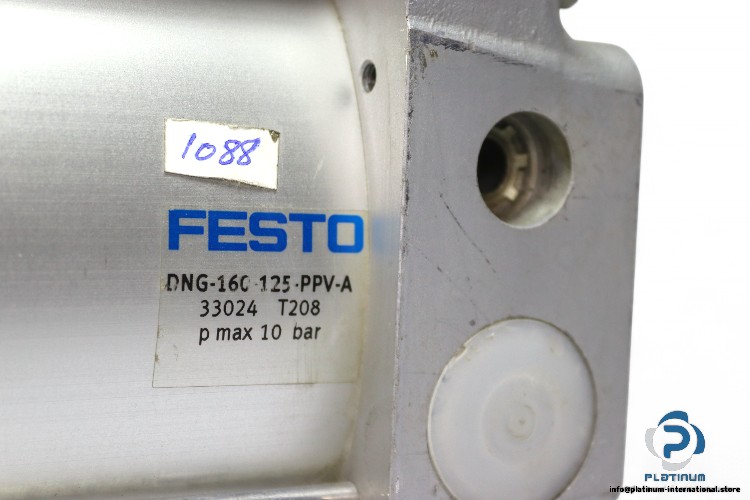 1088
FESTO
DNG-160-125-PPV-A
33024 T208
p max 10 bar
PLATINUM
info@platinum-international.store